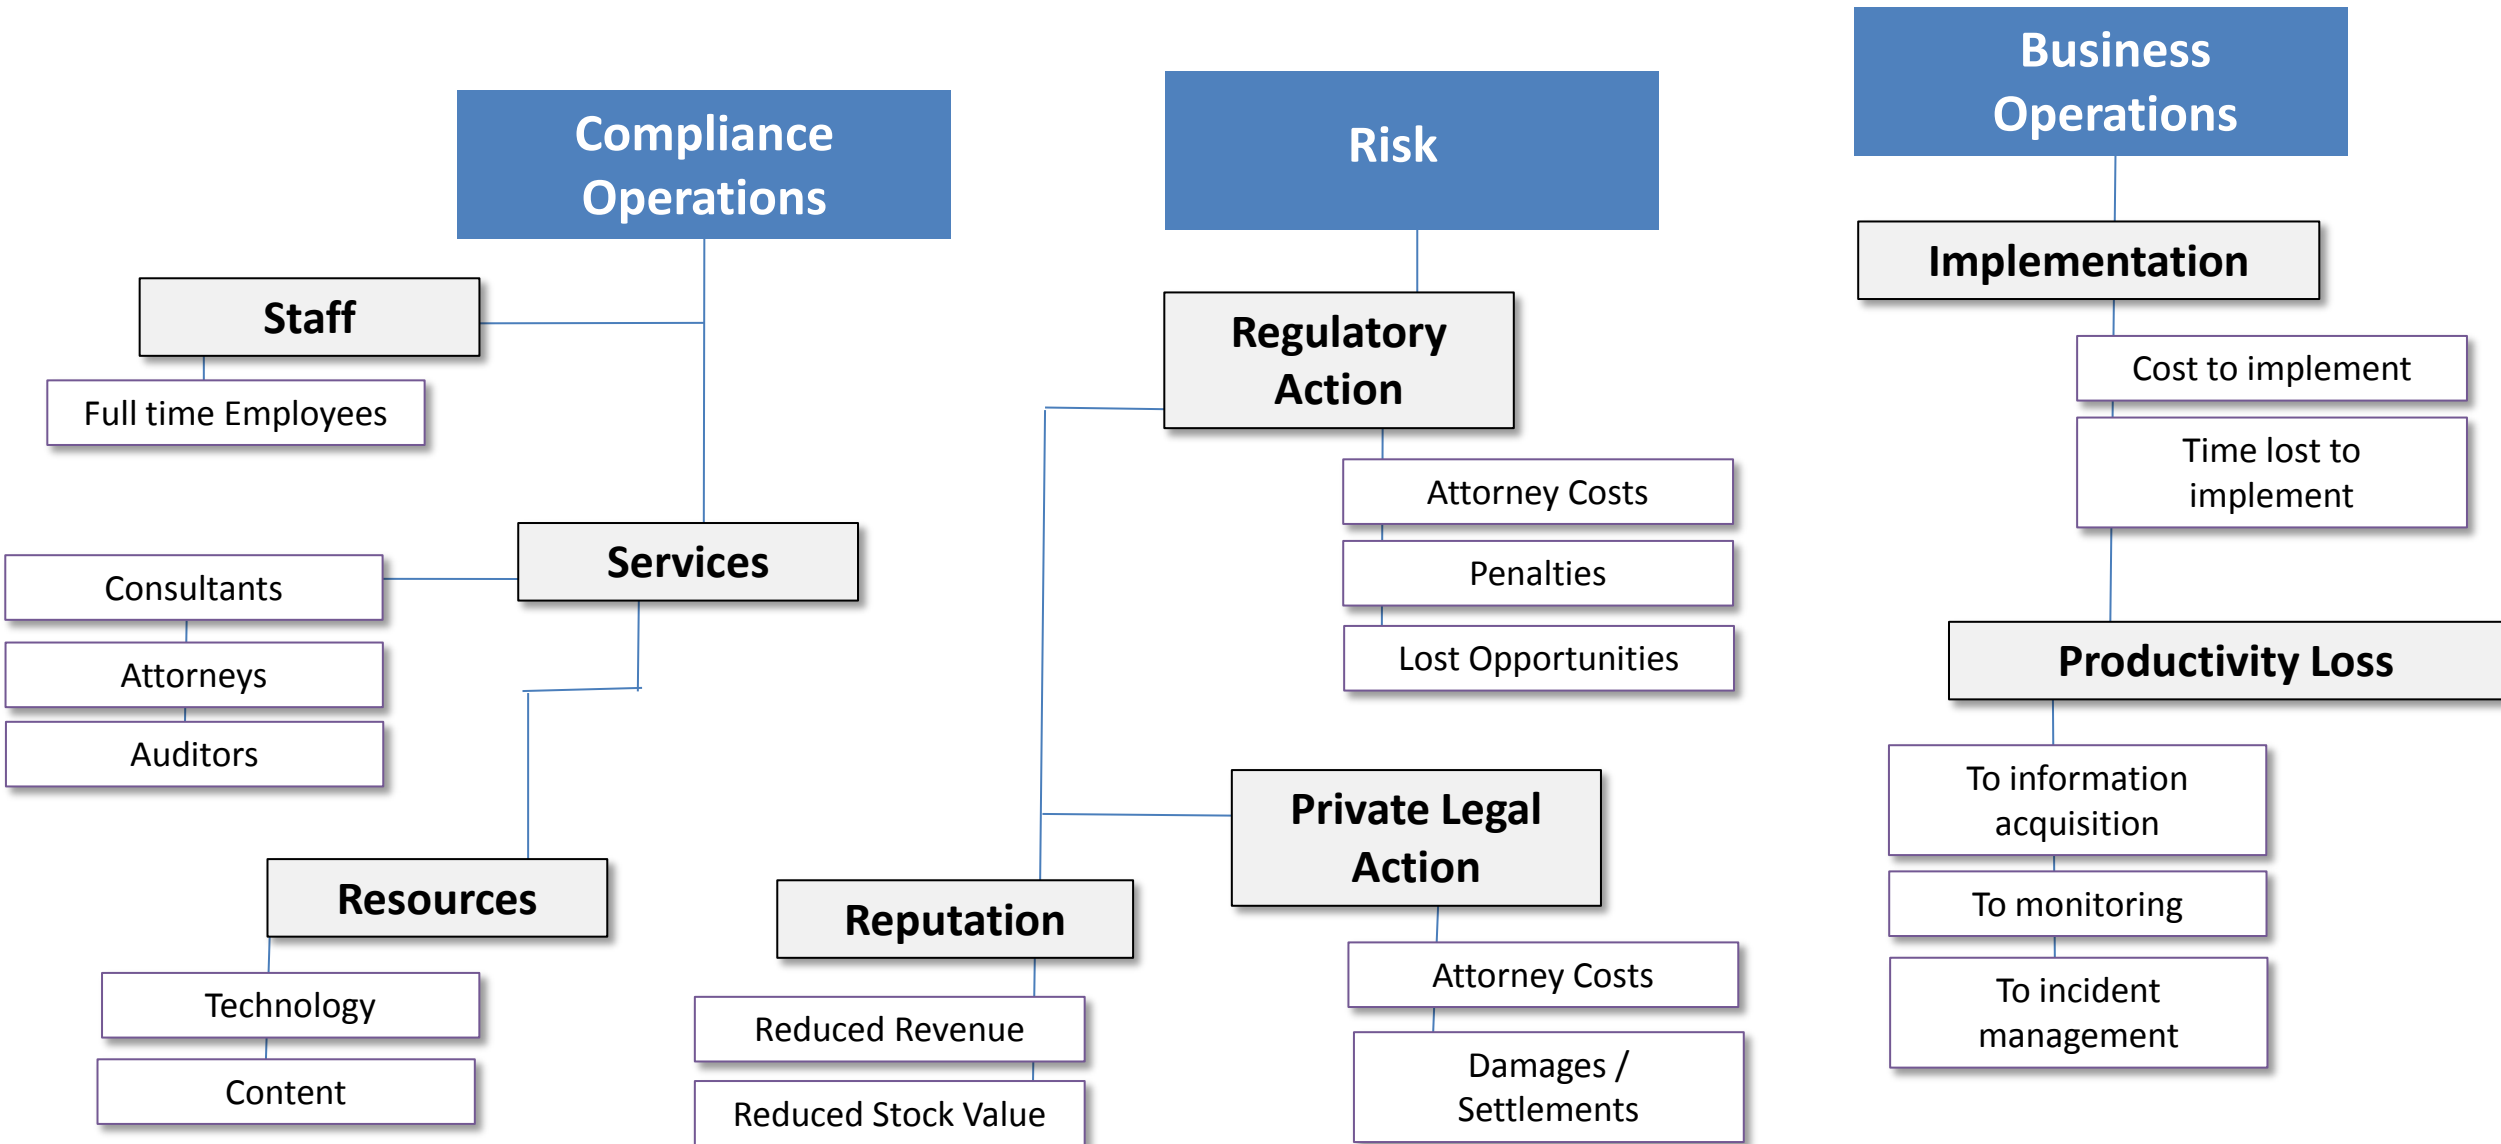 Compliance
Operations
Staff
Full time Employees
Services
Consultants
Attorneys
Auditors
Resources
Technology
Content
Risk
Regulatory
Action
Attorney Costs
Penalties
Lost Opportunities
Private Legal
Action
Attorney Costs
Damages /
Settlements
Reputation
Reduced Revenue
Reduced Stock Value
Business
Operations
Implementation
Cost to implement
Time lost to
implement
Productivity Loss
To information
acquisition
To monitoring
To incident
management